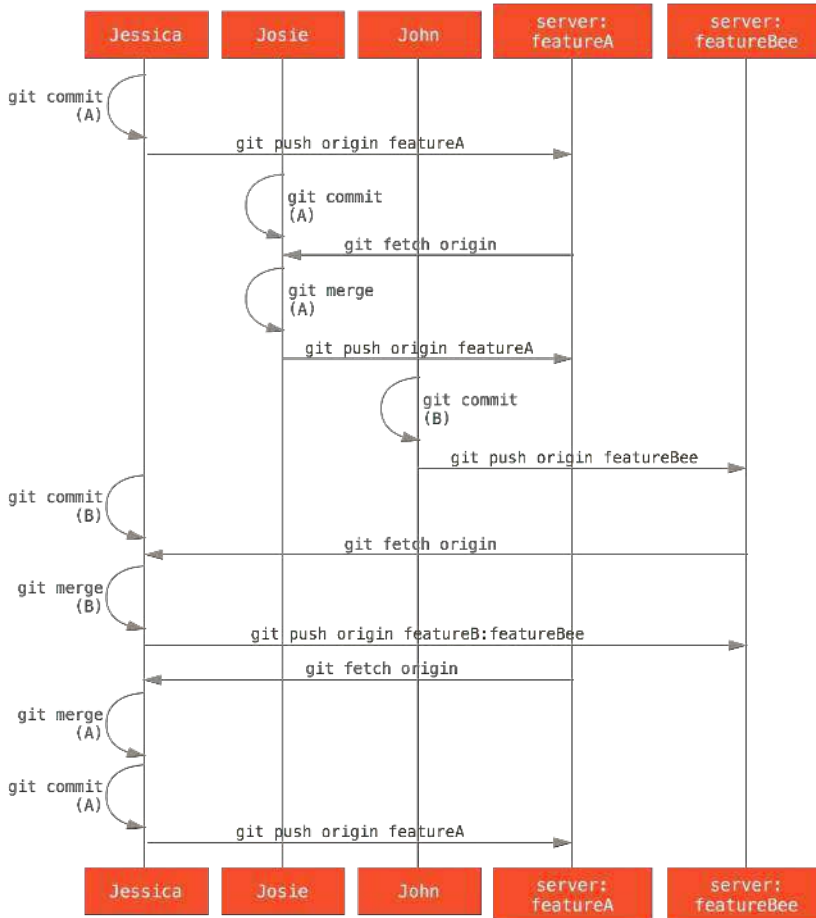 Jessica
Josie
John
server:
featureA
server:
featureBee
git commit
(A)
git push origin featureA
git commit
(A)
git fetch origin
git merge
(A)
git push origin featureA
git commit
(B)
git push origin featureBee
git commit
(B)
git fetch origin
git merge
(B)
git push origin featureB:featureBee
git fetch origin
git merge
(A)
git commit
(A)
git push origin featureA
Jessica
Josie
John
server:
featureA
server:
featureBee